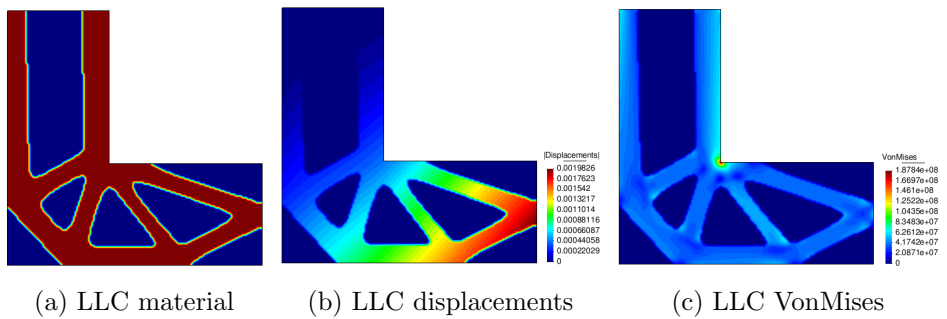 |Displacements|
0.0019826
0.0017623
0.001542
0.0013217
0.0011014
0.00088116
0.00066087
0.00044058
0.00022029
0
VonMises
1.8784e+08
1.6697e+08
1.461e+08
1.2522e+08
1.0435e+08
8.3483e+07
6.2612e+07
4.1742e+07
2.0871e+07
0
(a) LLC material
(b) LLC displacements
(c) LLC VonMises